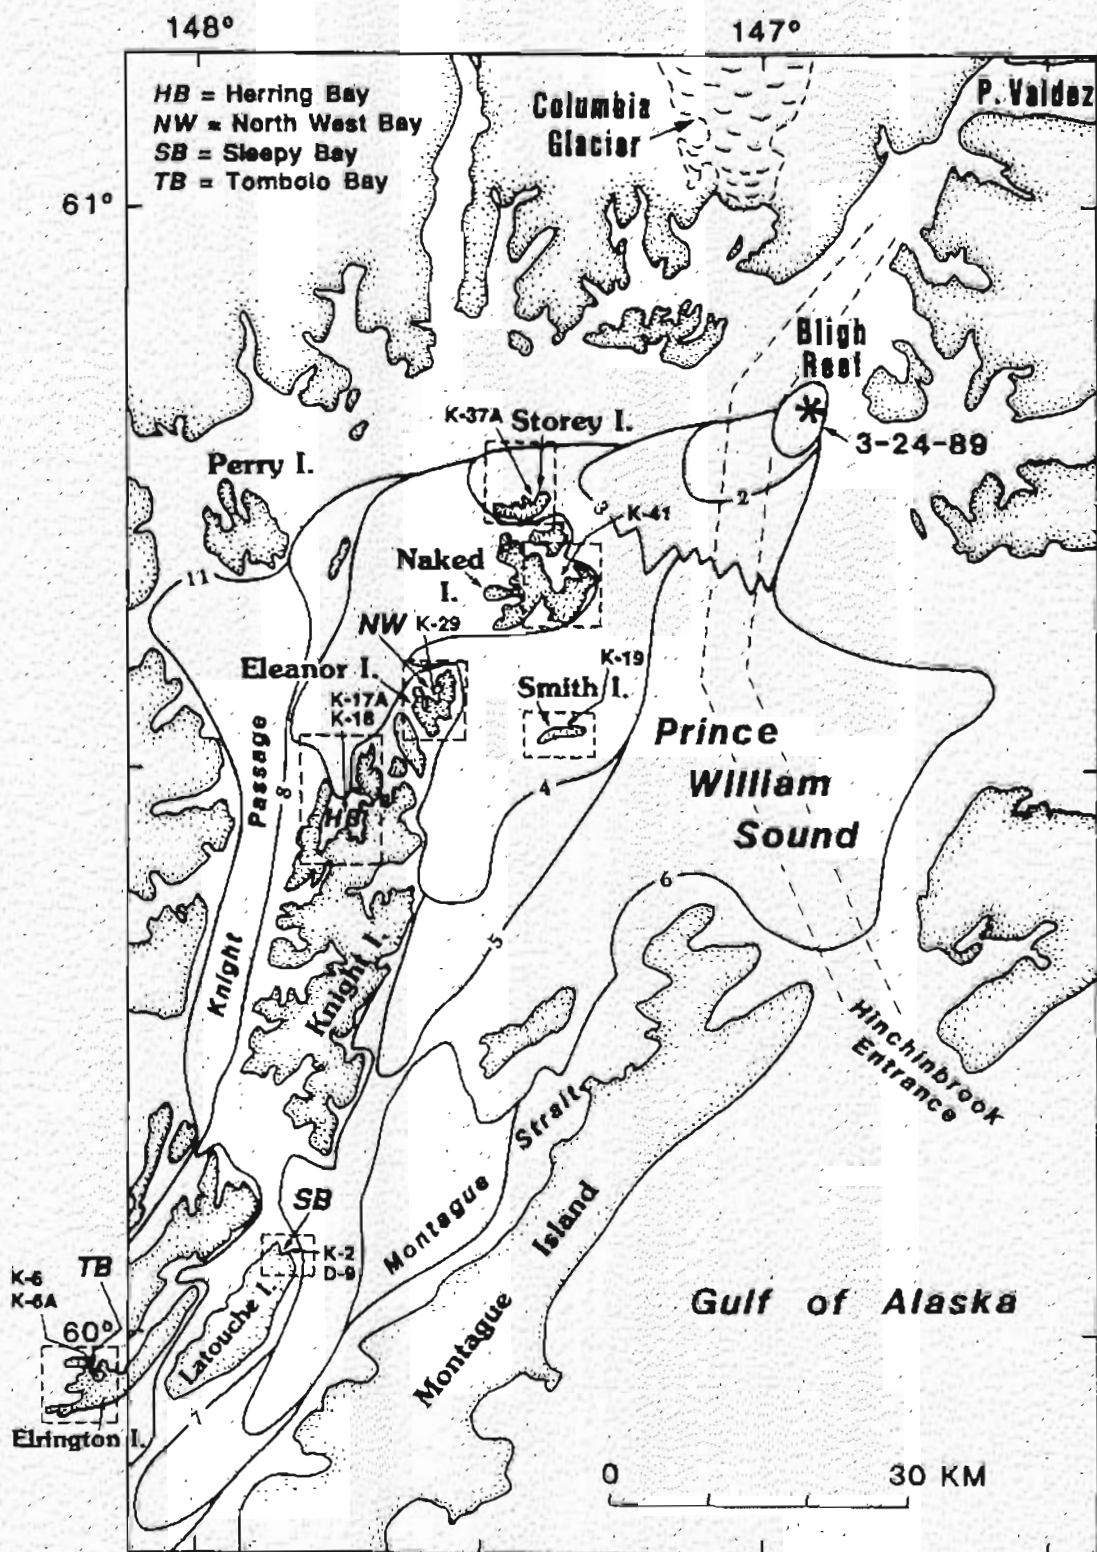 148°
147°
HB = Herring Bay
NW = North West Bay
SB = Sleepy Bay
TB = Tombolo Bay
Columbia
Glacier
P. Valdez
61°
Bligh
Reef
K-37A
Storey I.
3-24-89
Perry I.
2
3
K-41
Naked
I.
11
NW
K-29
K-19
Eleanor I.
Smith I.
K-17A
K-18
Prince
William
Sound
Knight Passage
8
4
HB
6
5
Knight I.
Hinchinbrook
Entrance
Montague Strait
SB
Montague Island
K-2
D-9
TB
K-6
K-6A
Latouche I.
Gulf of Alaska
60°
7
Elrington I.
0
30 KM